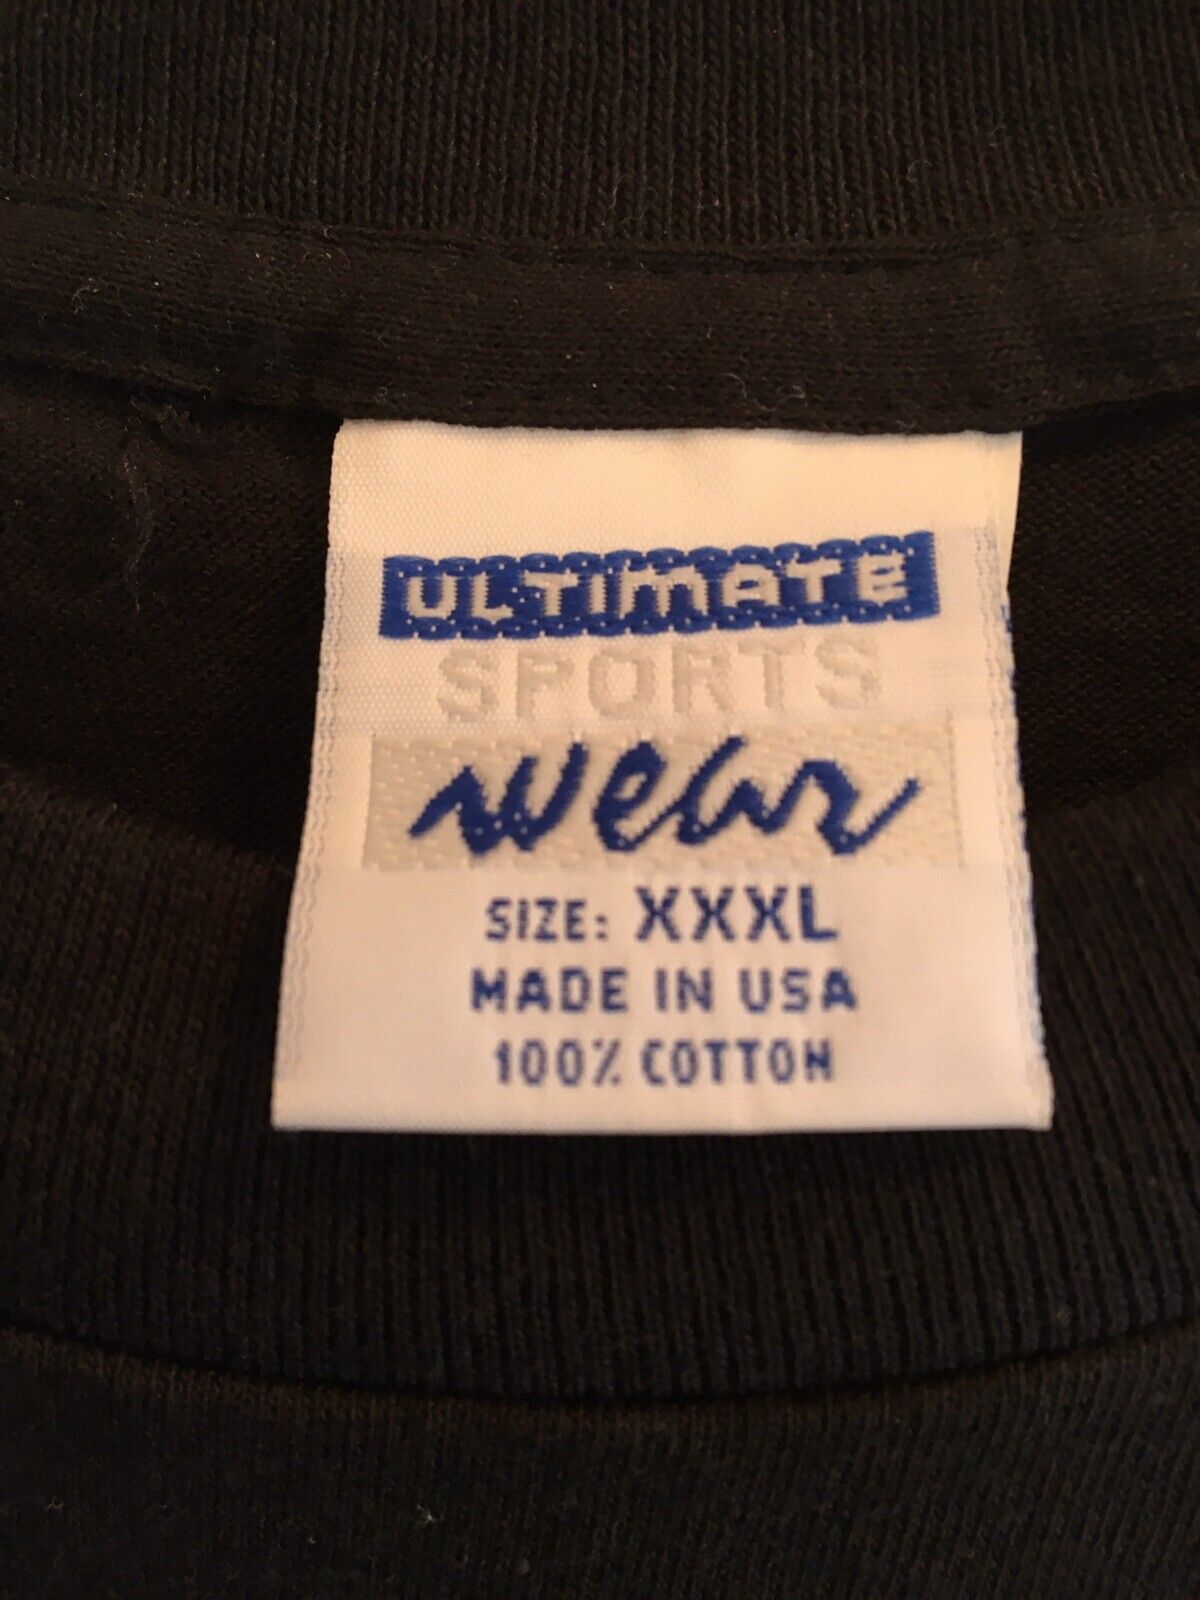 ULTIMATE
SPORTS
Wear
SIZE: XXXL
MADE IN USA
100% COTTON